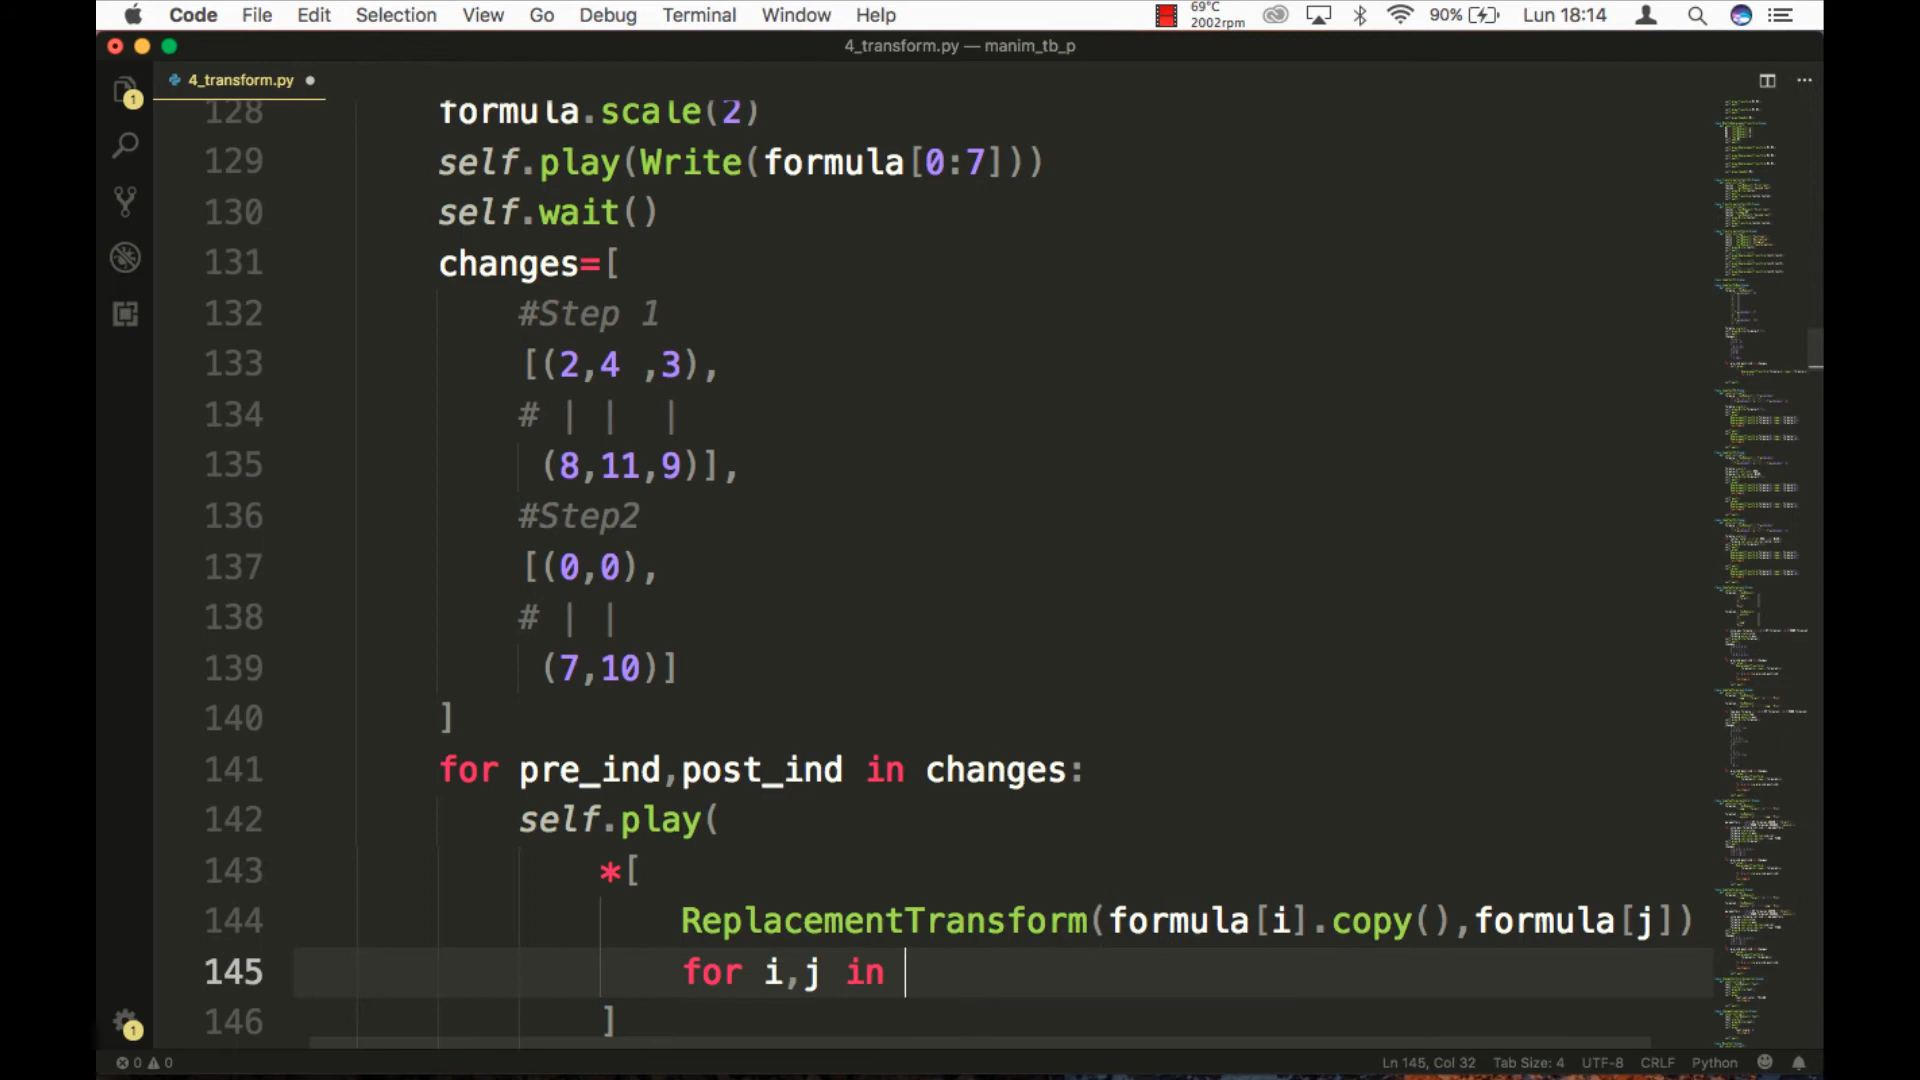 Code File Edit Selection View Go Debug Terminal Window Help 69°C 2002rpm 90% Lun 18:14
4_transform.py — manim_tb_p
4_transform.py
1
128 formula.scale(2)
129 self.play(Write(formula[0:7]))
130 self.wait()
131 changes=[
132 #Step 1
133 [(2,4 ,3),
134 # | | |
135 (8,11,9)],
136 #Step2
137 [(0,0),
138 # | |
139 (7,10)]
140 ]
141 for pre_ind,post_ind in changes:
142 self.play(
143 *[
144 ReplacementTransform(formula[i].copy(),formula[j])
145 for i,j in
146 ]
1
0 0 Ln 145, Col 32 Tab Size: 4 UTF-8 CRLF Python